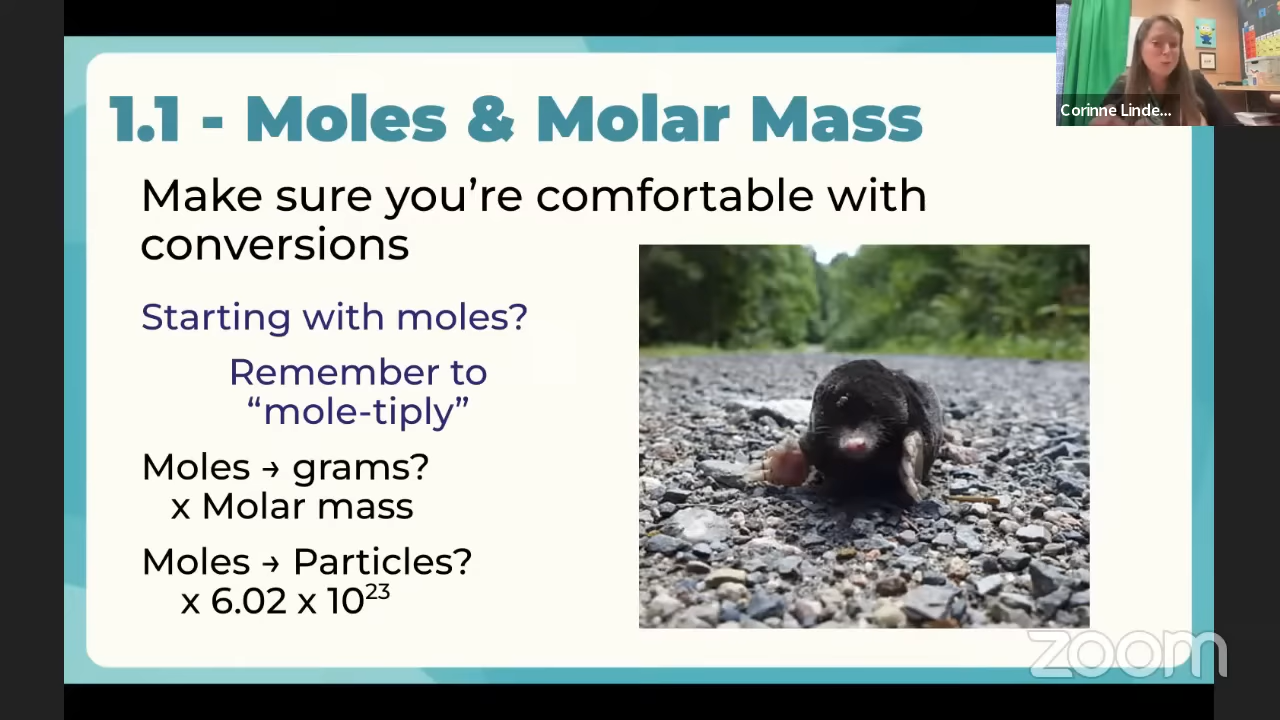 1.1 - Moles & Molar Mass
Make sure you’re comfortable with
conversions
Starting with moles?
Remember to
“mole-tiply”
Moles → grams?
x Molar mass
Moles → Particles?
x 6.02 x 10²³
Corinne Linde...
zoom